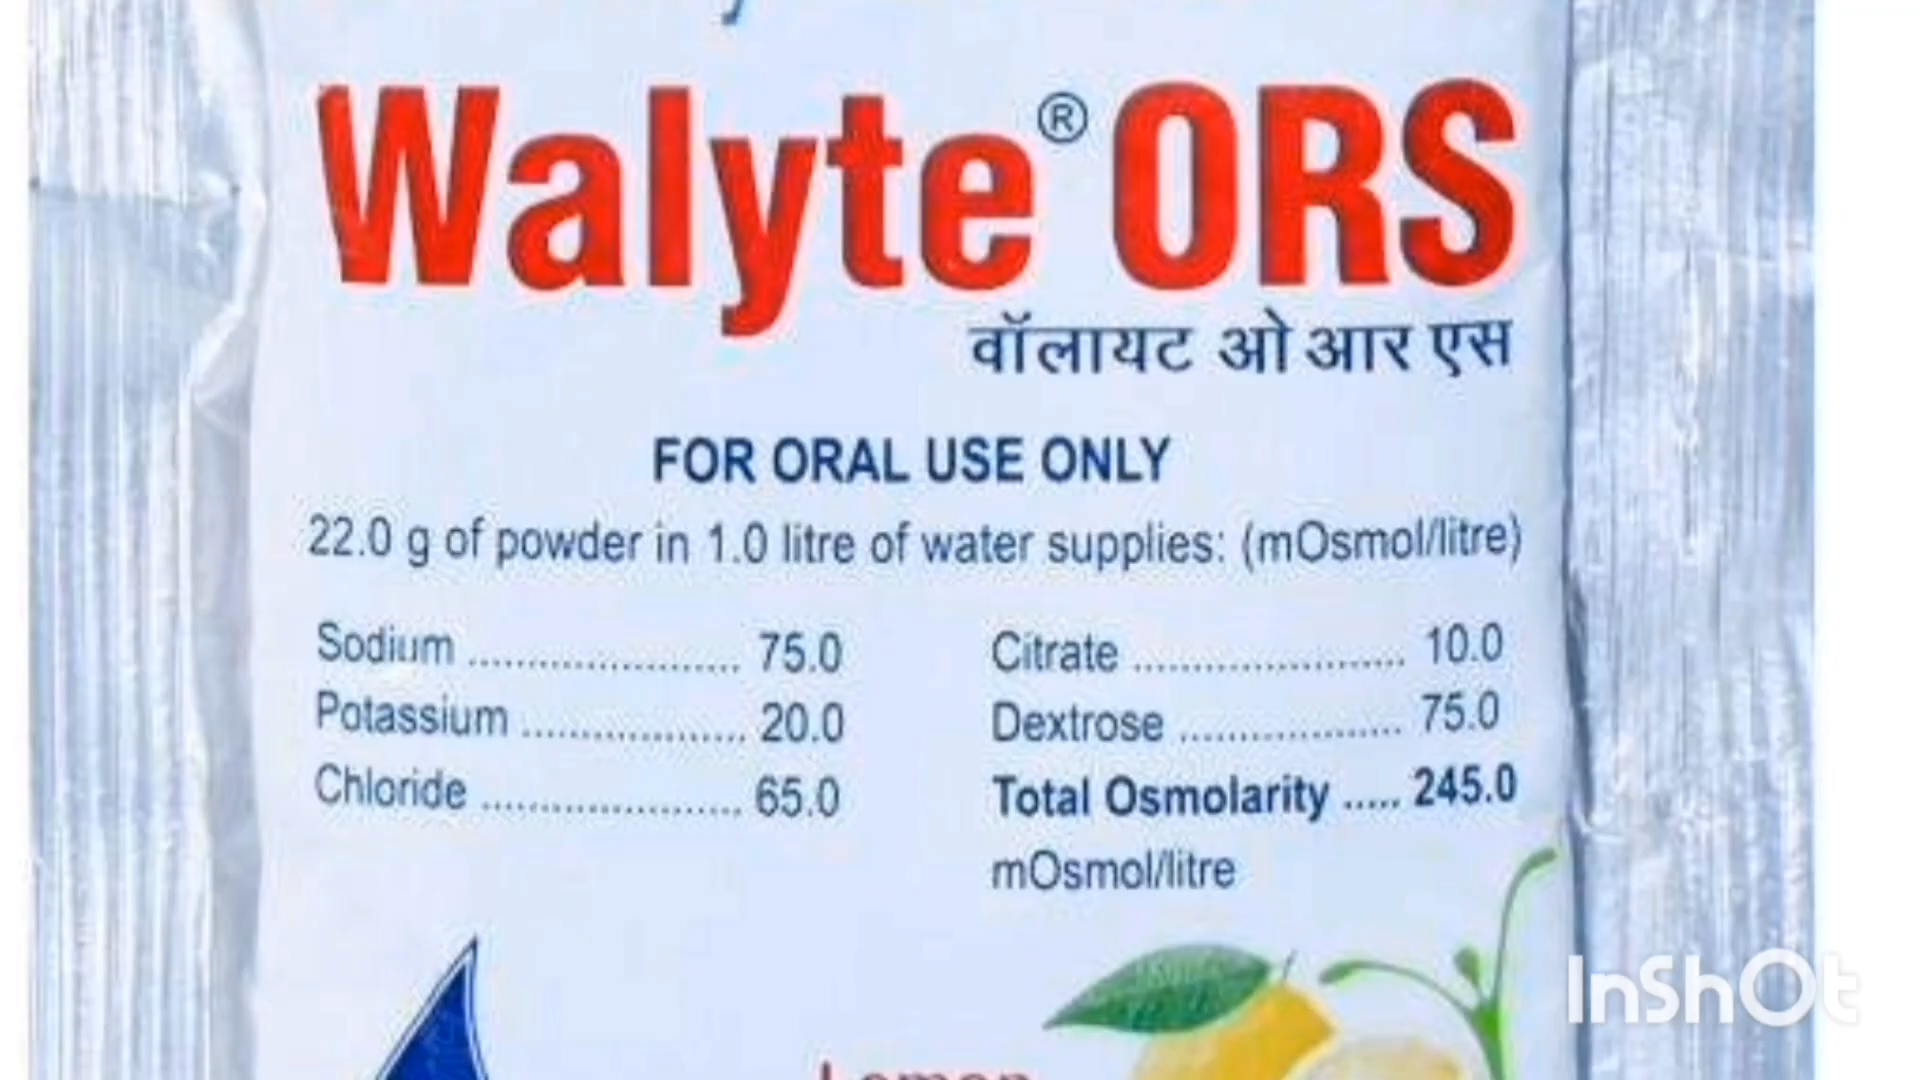 Walyte® ORS
वॉलायट ओ आर एस
FOR ORAL USE ONLY
22.0 g of powder in 1.0 litre of water supplies: (mOsmol/litre)
Sodium ........................ 75.0
Potassium .................... 20.0
Chloride ....................... 65.0
Citrate ........................ 10.0
Dextrose .................... 75.0
Total Osmolarity ..... 245.0
mOsmol/litre
Lemon
InShOt